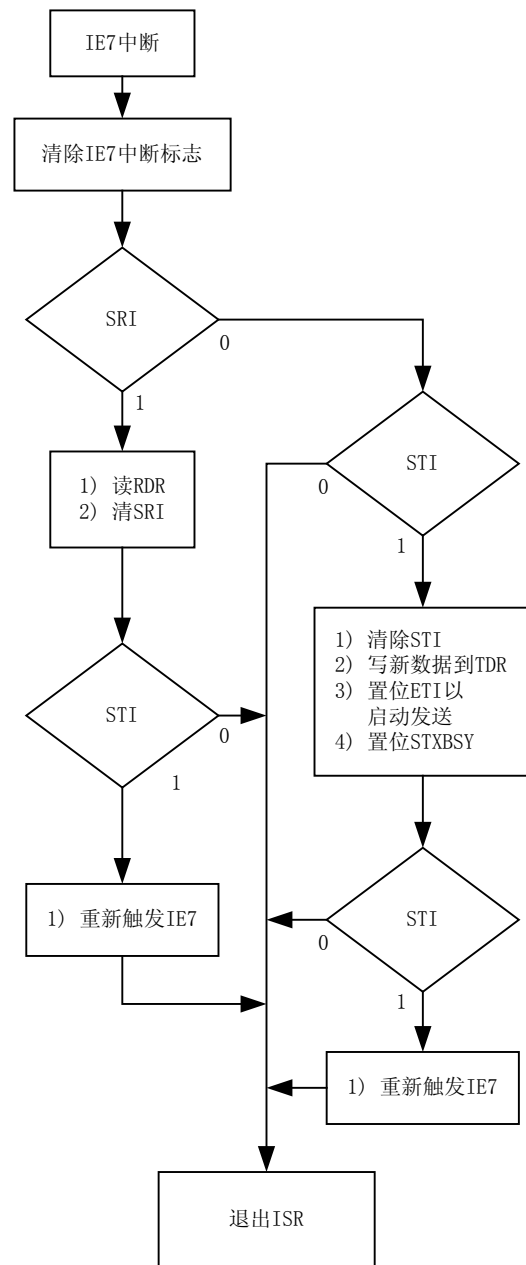 IE7中断
清除IE7中断标志
SRI
0
1
1) 读RDR
2) 清SRI
STI
0
1
1) 清除STI
2) 写新数据到TDR
3) 置位ETI以
启动发送
4) 置位STXBSY
STI
0
1
1) 重新触发IE7
STI
0
1
1) 重新触发IE7
退出ISR